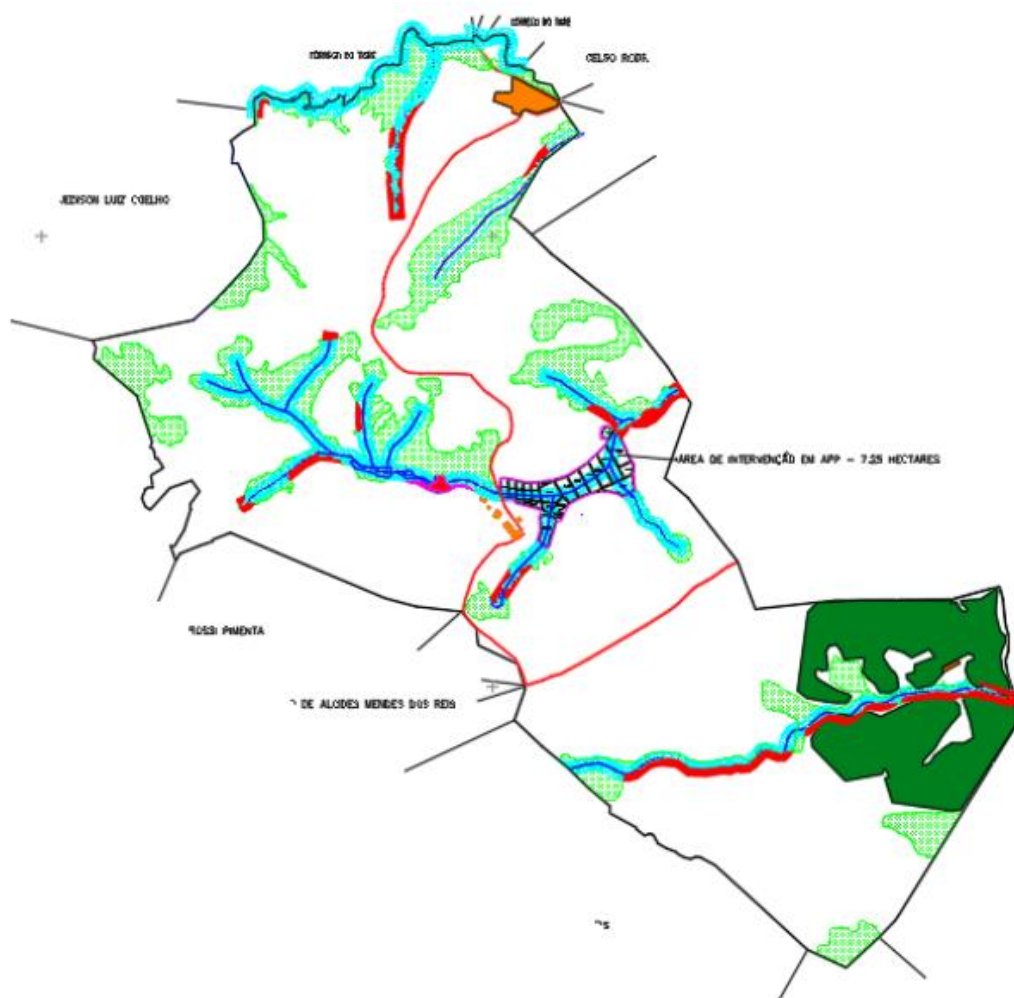 CÓRREGO DO TIGRE
CÓRREGO DO TIGRE
CELSO RODR.
JEDISON LUIZ COELHO
ÁREA DE INTERVENÇÃO EM APP - 7.25 HECTARES
ROSSI PIMENTA
DE ALCIDES MENDES DOS REIS